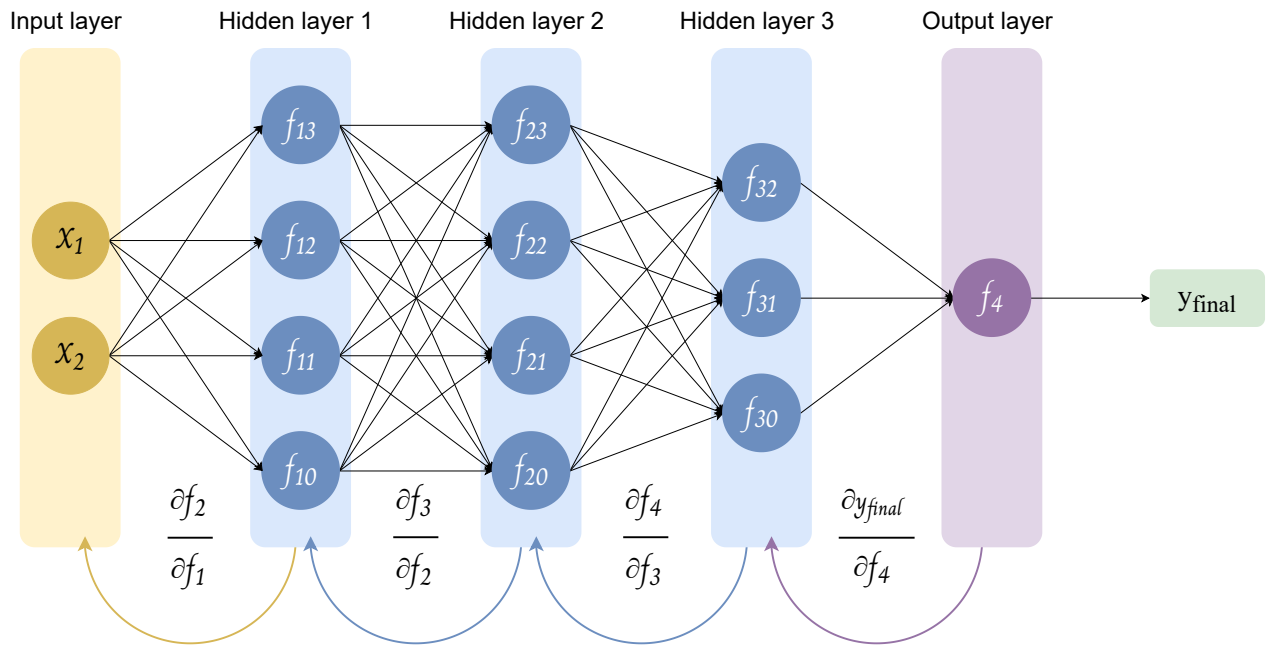 Input layer
Hidden layer 1
Hidden layer 2
Hidden layer 3
Output layer
f13
f23
f32
x1
f12
f22
f31
f4
yfinal
x2
f11
f21
f30
f10
f20
∂f2
∂f1
∂f3
∂f2
∂f4
∂f3
∂yfinal
∂f4